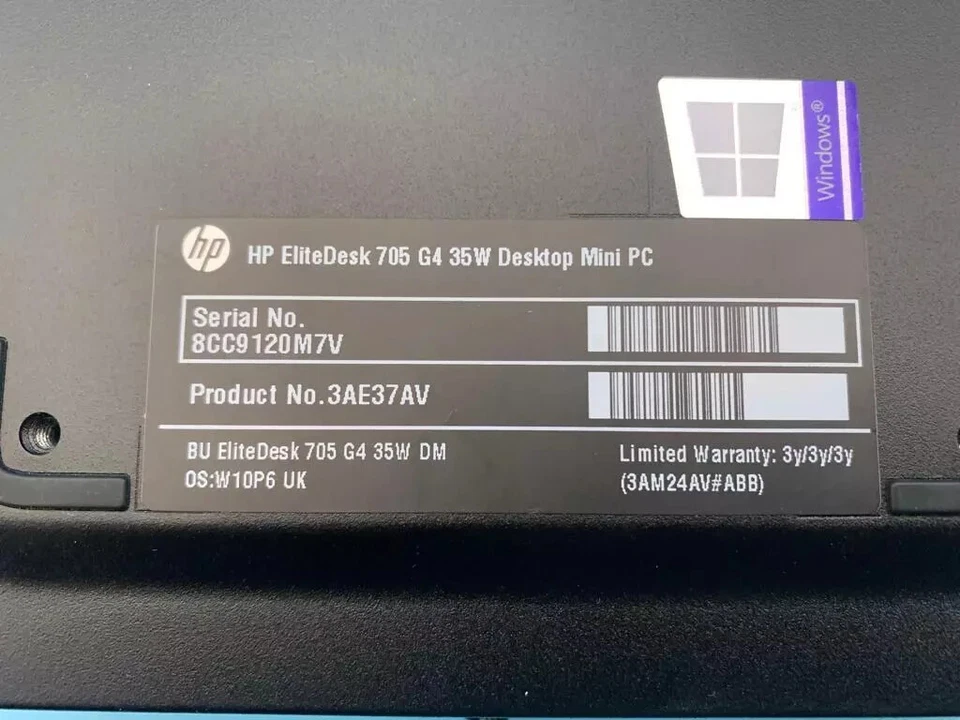 Windows®
hp HP EliteDesk 705 G4 35W Desktop Mini PC
Serial No.
8CC9120M7V
Product No.3AE37AV
BU EliteDesk 705 G4 35W DM
OS:W10P6 UK
Limited Warranty: 3y/3y/3y
(3AM24AV#ABB)